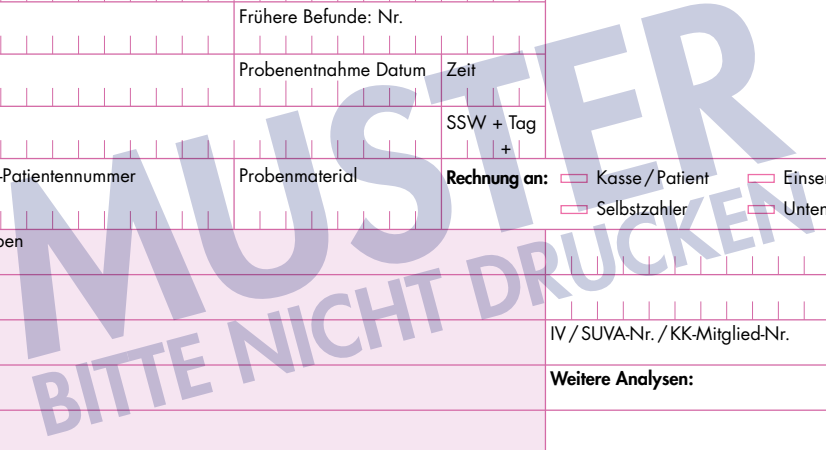 Frühere Befunde: Nr.
Probenentnahme Datum Zeit
SSW + Tag
+
-Patientennummer Probenmaterial Rechnung an: Kasse / Patient Einsen
Selbstzahler Unter
ben
IV / SUVA-Nr. / KK-Mitglied-Nr.
Weitere Analysen:
MUSTER
BITTE NICHT DRUCKEN